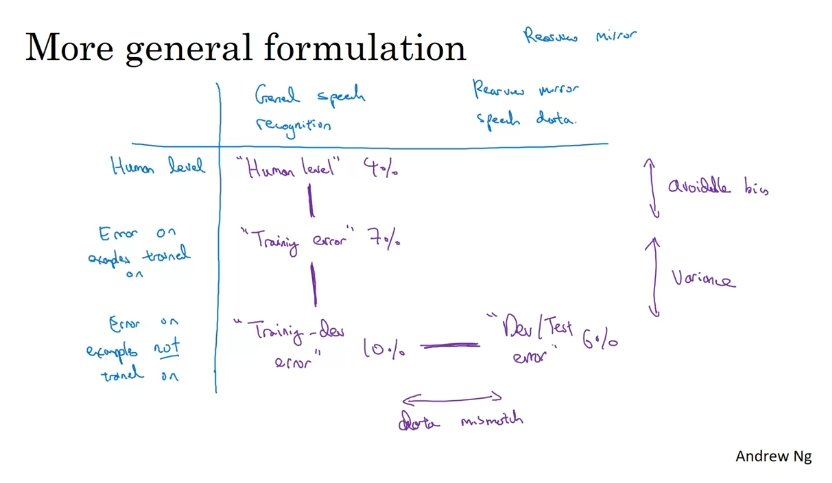 More general formulation
Rearview mirror
General speech
recognition
Rearview mirror
speech data.
Human level
"Human level" 4%
avoidable bias
Error on
examples trained
on
"Training error" 7%
Variance
Error on
examples not
trained on
"Training-dev
error"
10%
"Dev/Test
error"
6%
data mismatch
Andrew Ng